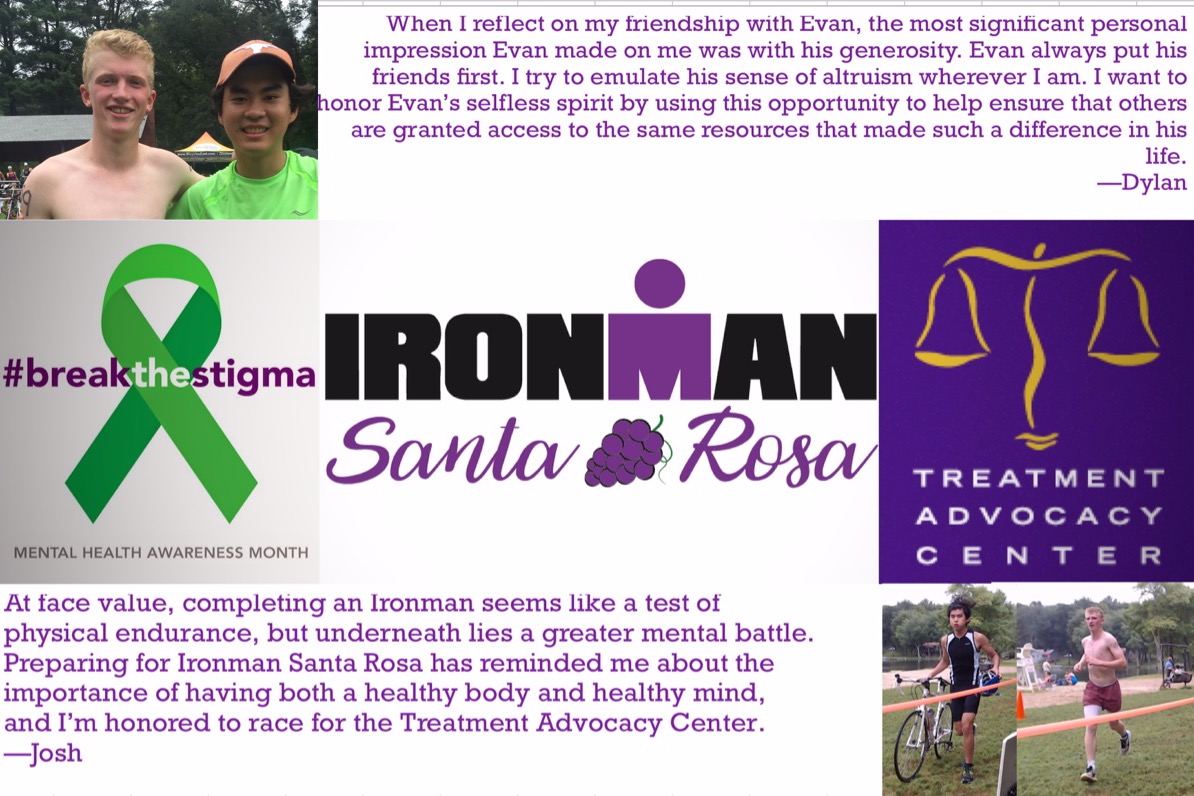 When I reflect on my friendship with Evan, the most significant personal
impression Evan made on me was with his generosity. Evan always put his
friends first. I try to emulate his sense of altruism wherever I am. I want to
honor Evan’s selfless spirit by using this opportunity to help ensure that others
are granted access to the same resources that made such a difference in his
life.
—Dylan
#breakthestigma
MENTAL HEALTH AWARENESS MONTH
IRONMAN
Santa Rosa
TREATMENT
ADVOCACY
CENTER
At face value, completing an Ironman seems like a test of
physical endurance, but underneath lies a greater mental battle.
Preparing for Ironman Santa Rosa has reminded me about the
importance of having both a healthy body and healthy mind,
and I’m honored to race for the Treatment Advocacy Center.
—Josh